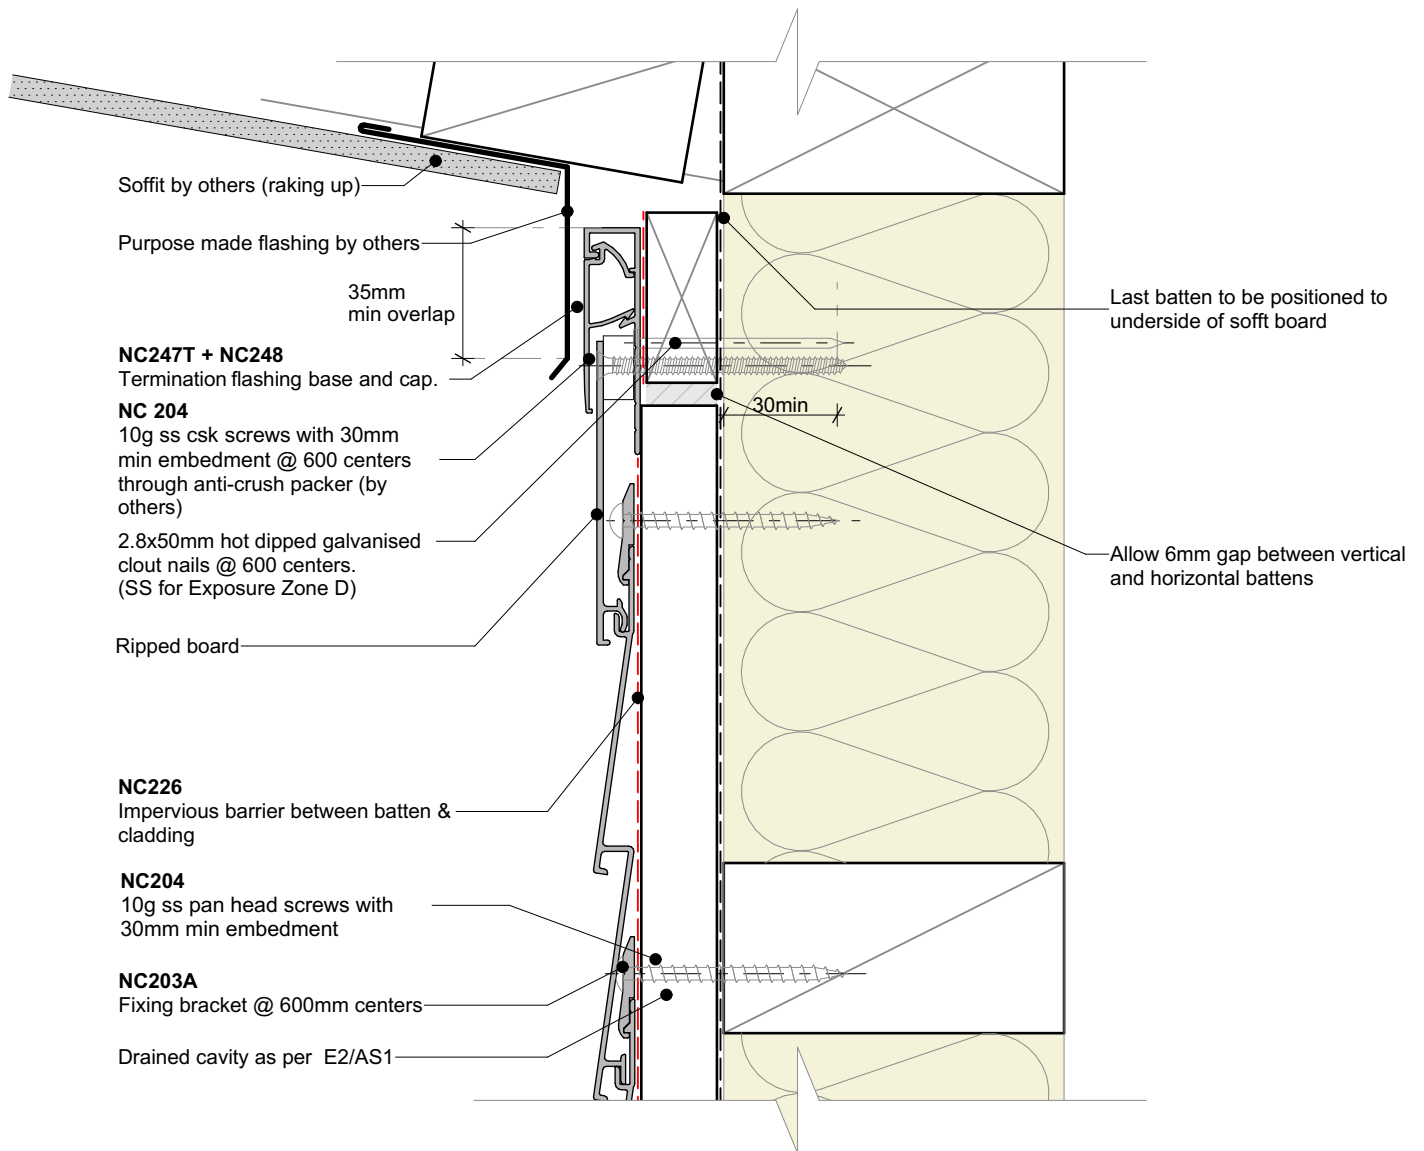 Soffit by others (raking up)
Purpose made flashing by others
35mm
min overlap
NC247T + NC248
Termination flashing base and cap.
NC 204
10g ss csk screws with 30mm
min embedment @ 600 centers
through anti-crush packer (by
others)
2.8x50mm hot dipped galvanised
clout nails @ 600 centers.
(SS for Exposure Zone D)
Ripped board
NC226
Impervious barrier between batten &
cladding
NC204
10g ss pan head screws with
30mm min embedment
NC203A
Fixing bracket @ 600mm centers
Drained cavity as per E2/AS1
30min
Last batten to be positioned to
underside of sofft board
Allow 6mm gap between vertical
and horizontal battens